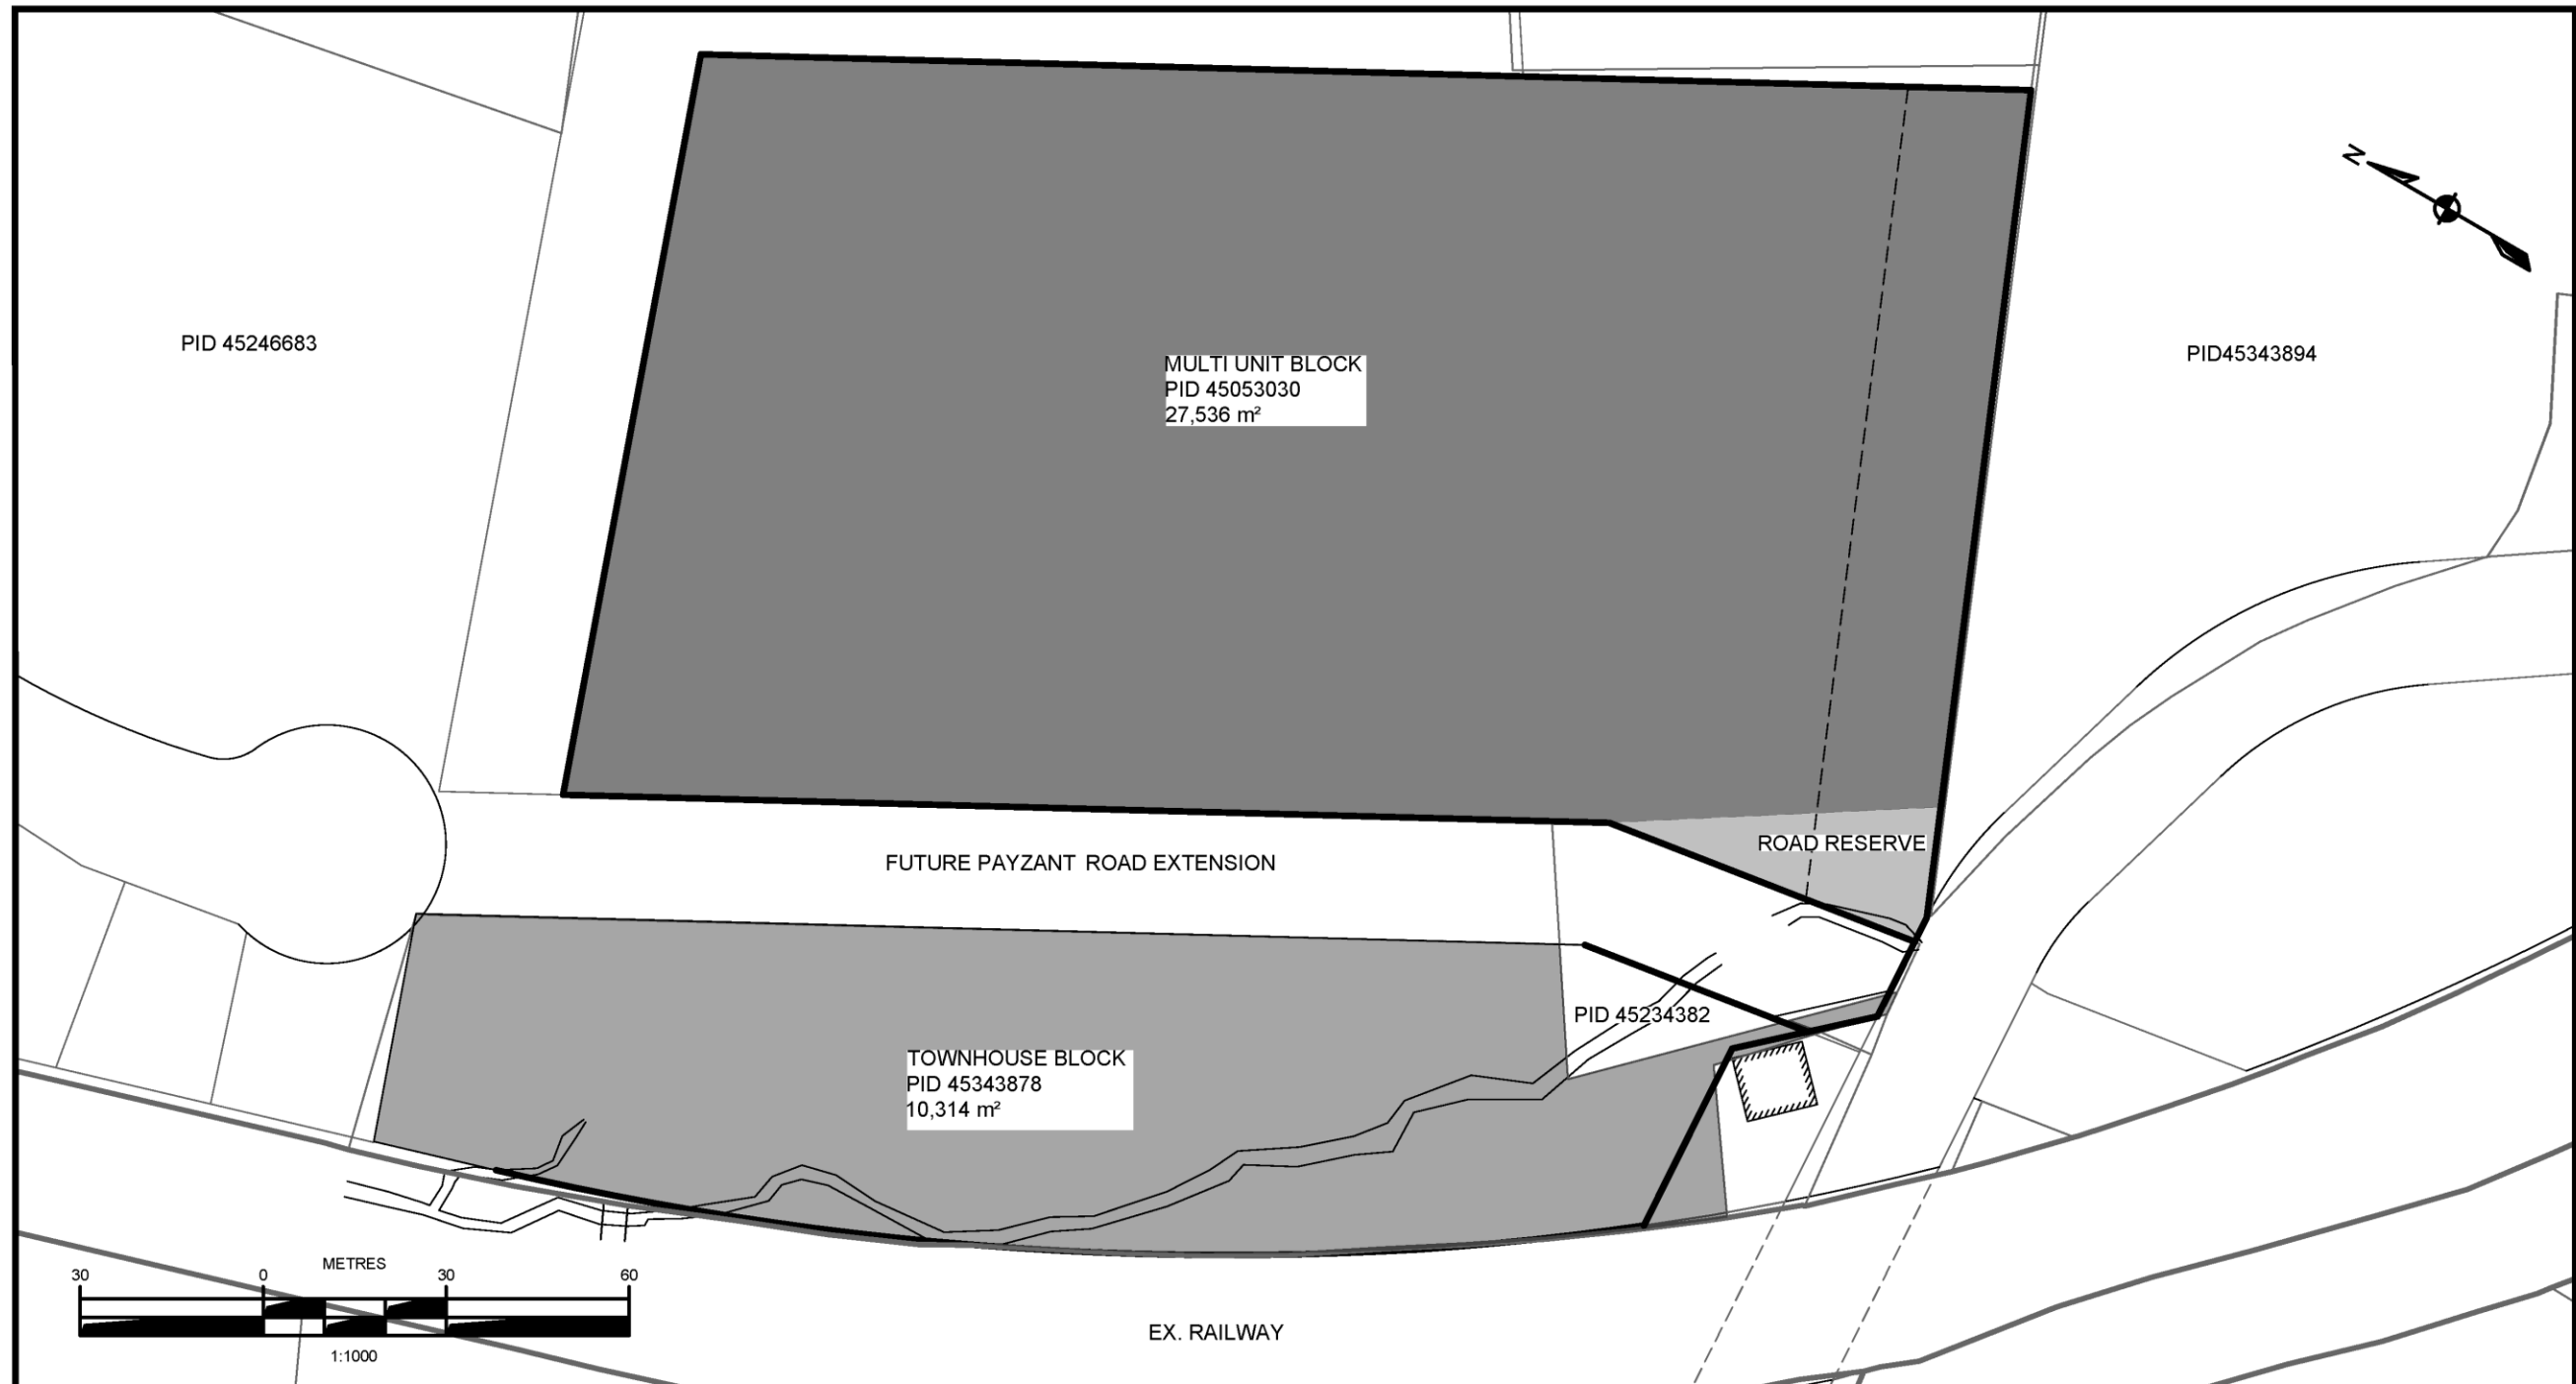 N
PID 45246683
MULTI UNIT BLOCK
PID 45053030
27,536 m²
PID45343894
ROAD RESERVE
FUTURE PAYZANT ROAD EXTENSION
PID 45234382
TOWNHOUSE BLOCK
PID 45343878
10,314 m²
METRES
30 0 30 60
1:1000
EX. RAILWAY